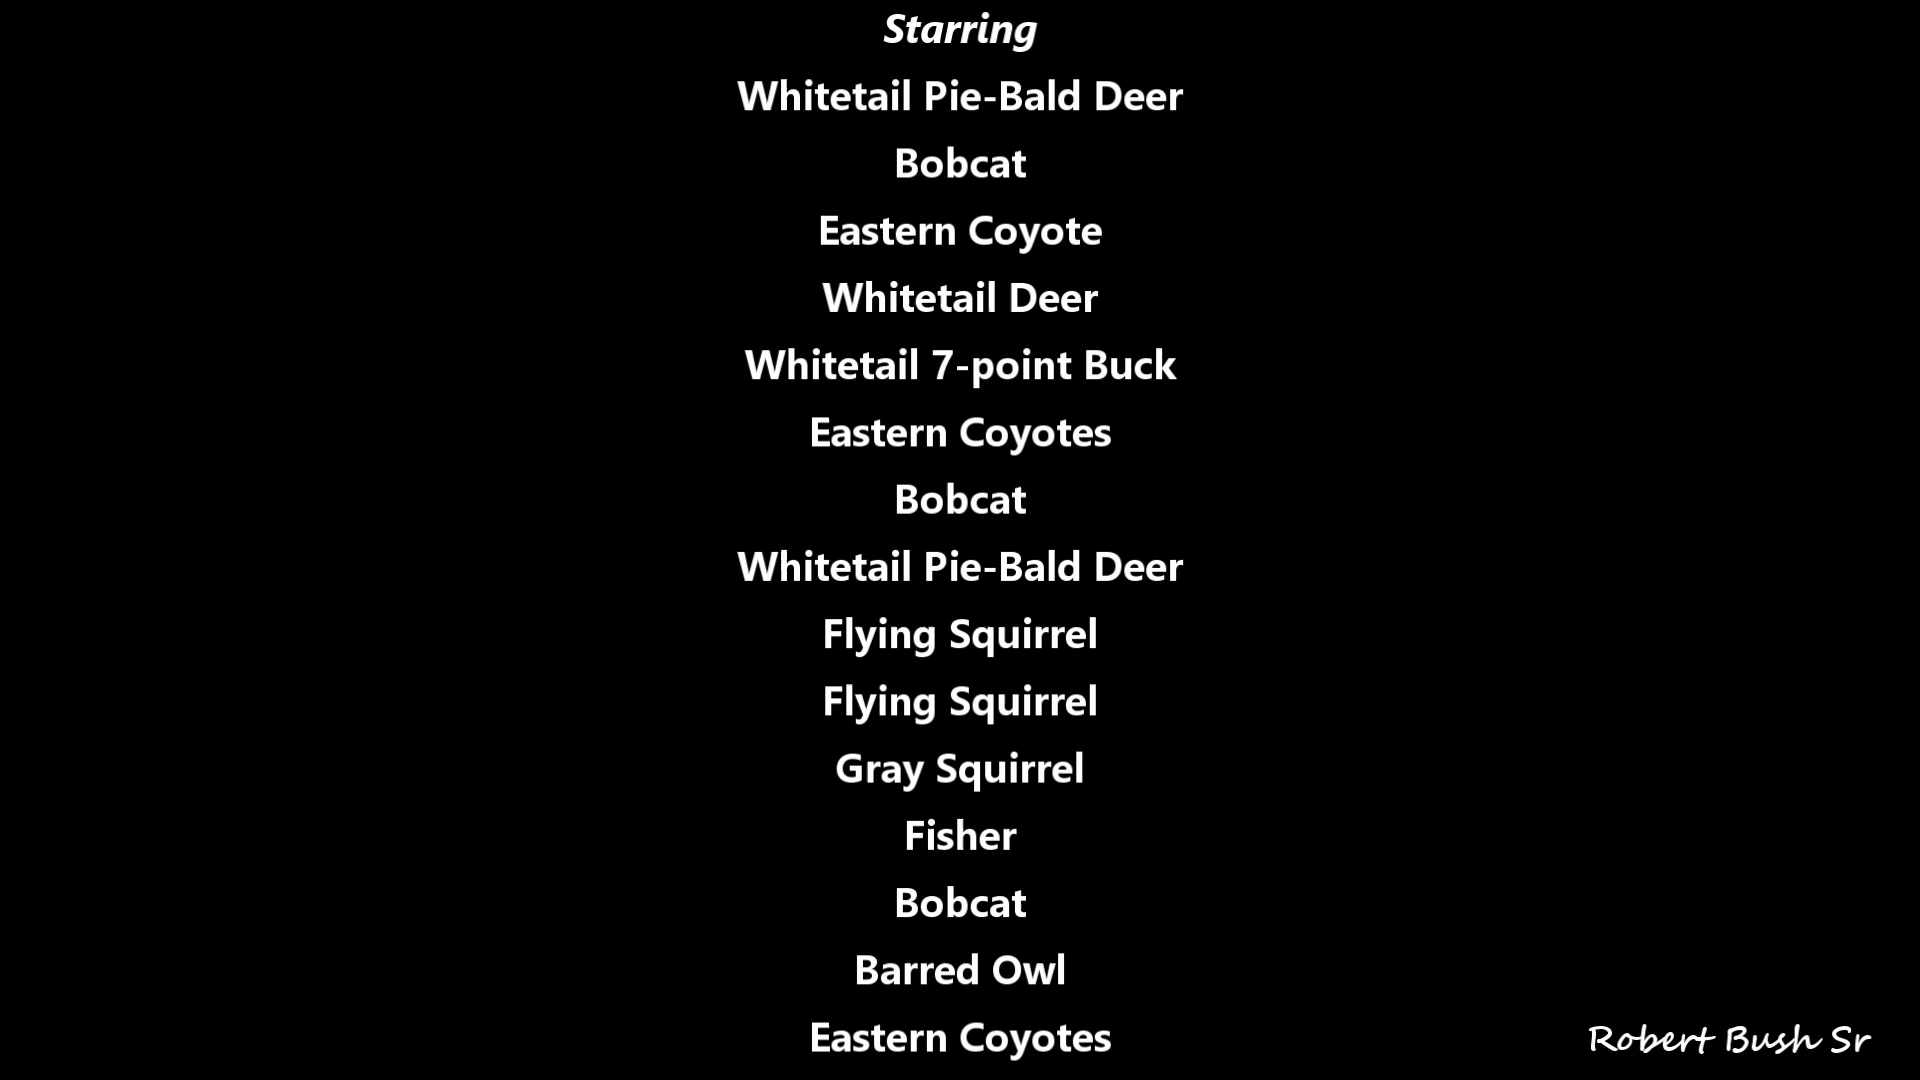 Starring
Whitetail Pie-Bald Deer
Bobcat
Eastern Coyote
Whitetail Deer
Whitetail 7-point Buck
Eastern Coyotes
Bobcat
Whitetail Pie-Bald Deer
Flying Squirrel
Flying Squirrel
Gray Squirrel
Fisher
Bobcat
Barred Owl
Eastern Coyotes
Robert Bush Sr